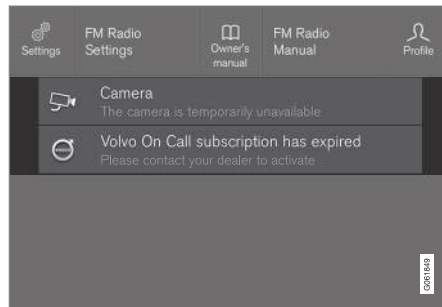 Settings
FM Radio
Settings
Owner's
manual
FM Radio
Manual
Profile
Camera
The camera is temporarily unavailable
Volvo On Call subscription has expired
Please contact your dealer to activate
G061849